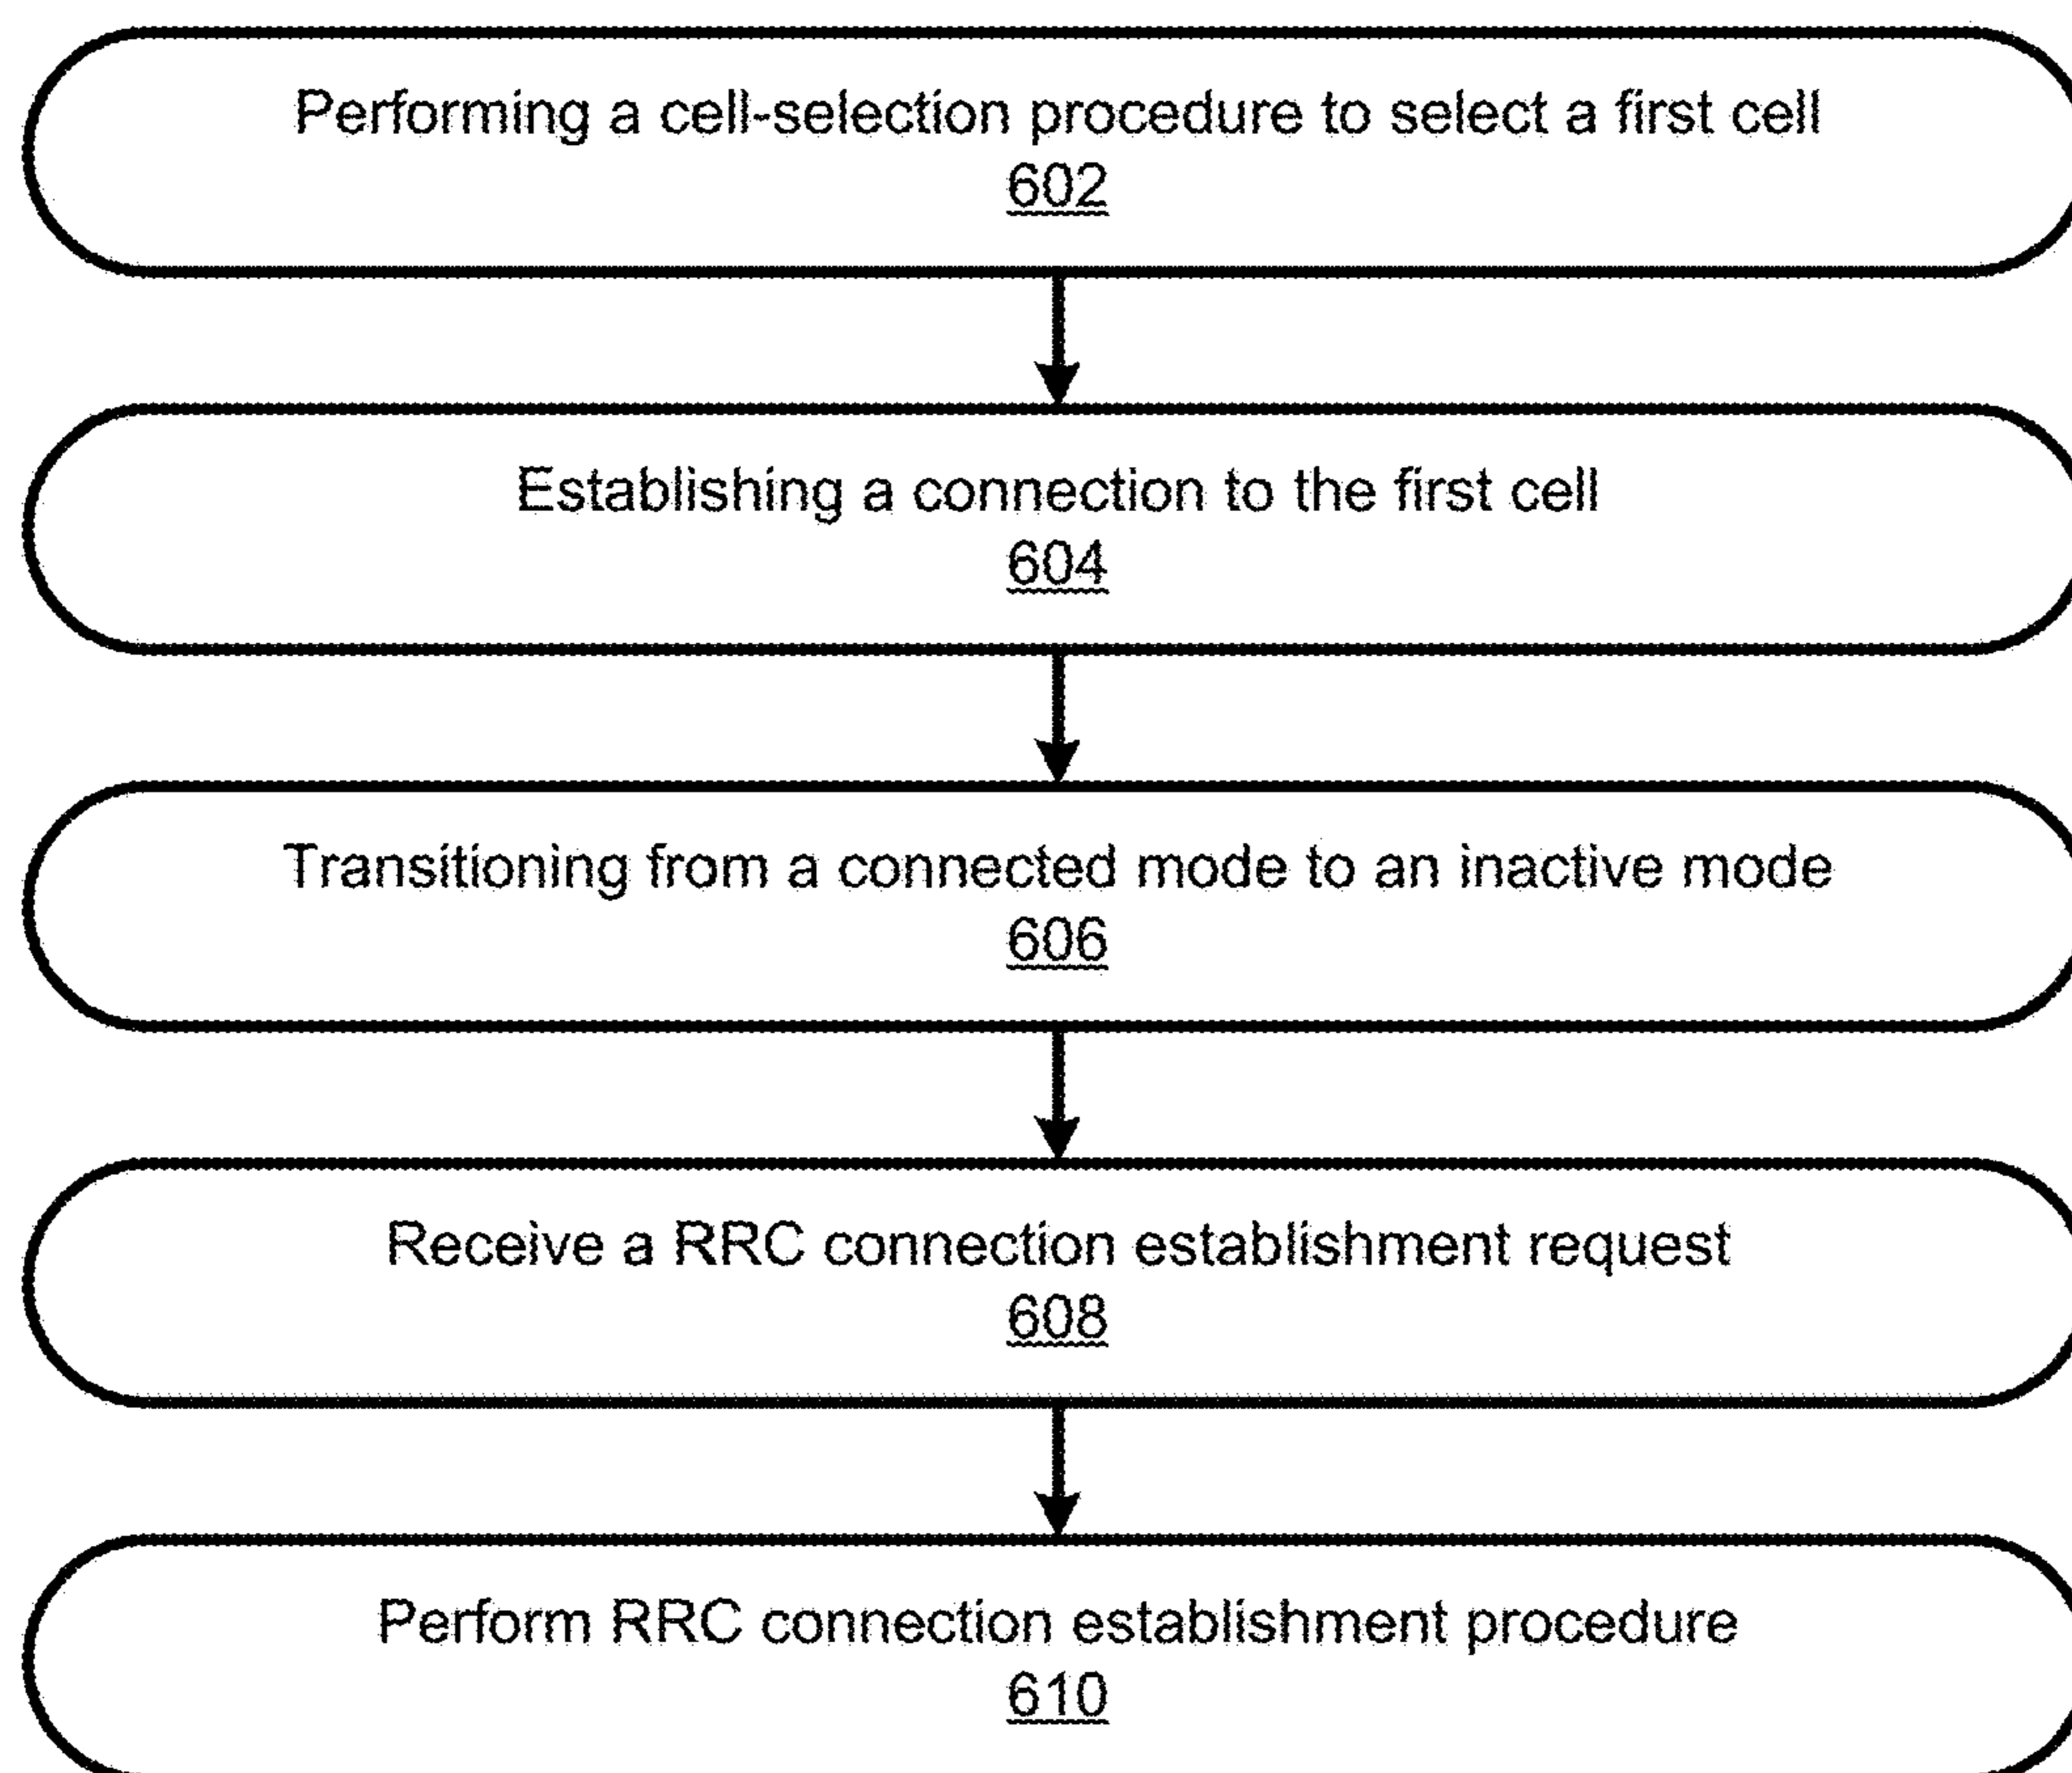 Performing a cell-selection procedure to select a first cell
602
Establishing a connection to the first cell
604
Transitioning from a connected mode to an inactive mode
606
Receive a RRC connection establishment request
608
Perform RRC connection establishment procedure
610